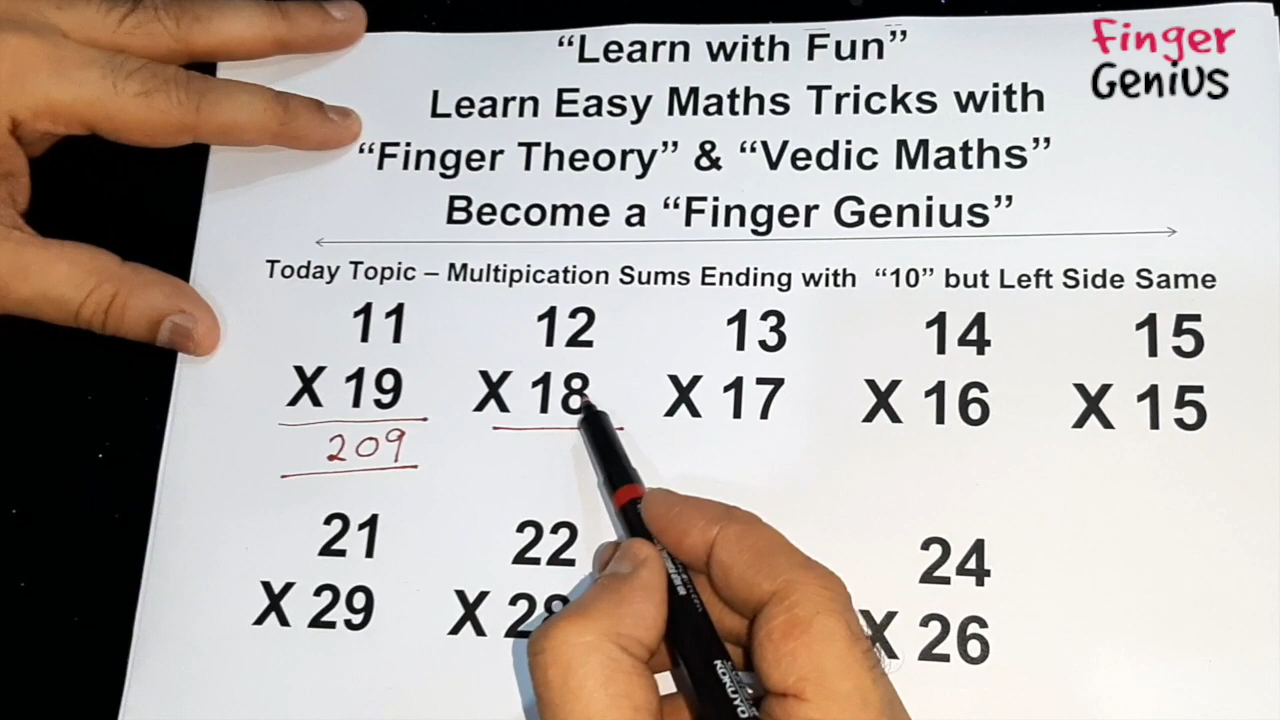 “Learn with Fun”
Finger
Genius
Learn Easy Maths Tricks with
“Finger Theory” & “Vedic Maths”
Become a “Finger Genius”
Today Topic – Multipication Sums Ending with “10” but Left Side Same
11 12 13 14 15
X 19 X 18 X 17 X 16 X 15
209
21 22 24
X 29 X 28 X 26
KOKUYO